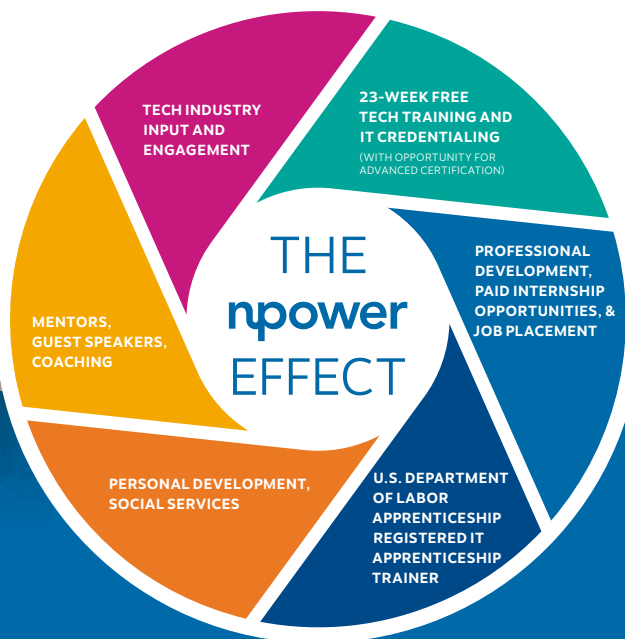 TECH INDUSTRY
INPUT AND
ENGAGEMENT
23-WEEK FREE
TECH TRAINING AND
IT CREDENTIALING
(WITH OPPORTUNITY FOR
ADVANCED CERTIFICATION)
PROFESSIONAL
DEVELOPMENT,
PAID INTERNSHIP
OPPORTUNITIES, &
JOB PLACEMENT
U.S. DEPARTMENT
OF LABOR
APPRENTICESHIP
REGISTERED IT
APPRENTICESHIP
TRAINER
PERSONAL DEVELOPMENT,
SOCIAL SERVICES
MENTORS,
GUEST SPEAKERS,
COACHING
THE
npower
EFFECT